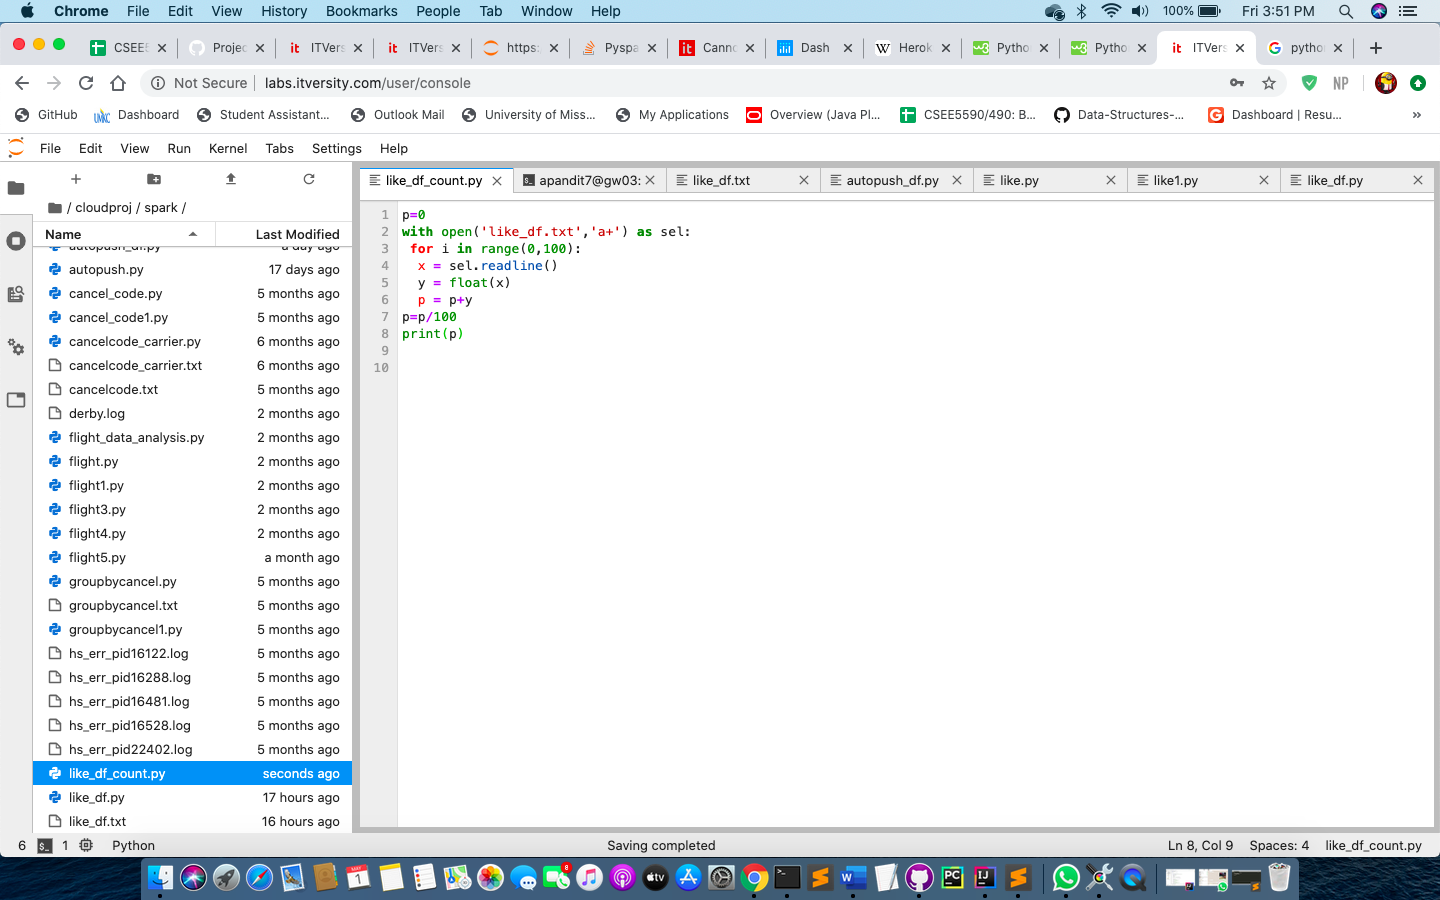 Chrome File Edit View History Bookmarks People Tab Window Help 100% Fri 3:51 PM
CSEE5 Projec ITVers ITVers https: Pyspa Canno Dash Herok Pytho Pytho ITVers pytho
Not Secure | labs.itversity.com/user/console NP
GitHub Dashboard Student Assistant... Outlook Mail University of Miss... My Applications Overview (Java Pl... CSEE5590/490: B... Data-Structures-... Dashboard | Resu... »
File Edit View Run Kernel Tabs Settings Help
like_df_count.py apandit7@gw03: like_df.txt autopush_df.py like.py like1.py like_df.py
/ cloudproj / spark /
Name Last Modified
autopush_df.py a day ago
autopush.py 17 days ago
cancel_code.py 5 months ago
cancel_code1.py 5 months ago
cancelcode_carrier.py 6 months ago
cancelcode_carrier.txt 6 months ago
cancelcode.txt 5 months ago
derby.log 2 months ago
flight_data_analysis.py 2 months ago
flight.py 2 months ago
flight1.py 2 months ago
flight3.py 2 months ago
flight4.py 2 months ago
flight5.py a month ago
groupbycancel.py 5 months ago
groupbycancel.txt 5 months ago
groupbycancel1.py 5 months ago
hs_err_pid16122.log 5 months ago
hs_err_pid16288.log 5 months ago
hs_err_pid16481.log 5 months ago
hs_err_pid16528.log 5 months ago
hs_err_pid22402.log 5 months ago
like_df_count.py seconds ago
like_df.py 17 hours ago
like_df.txt 16 hours ago
1 p=0
2 with open('like_df.txt','a+') as sel:
3  for i in range(0,100):
4   x = sel.readline()
5   y = float(x)
6   p = p+y
7 p=p/100
8 print(p)
9
10
6 1 Python Saving completed Ln 8, Col 9 Spaces: 4 like_df_count.py